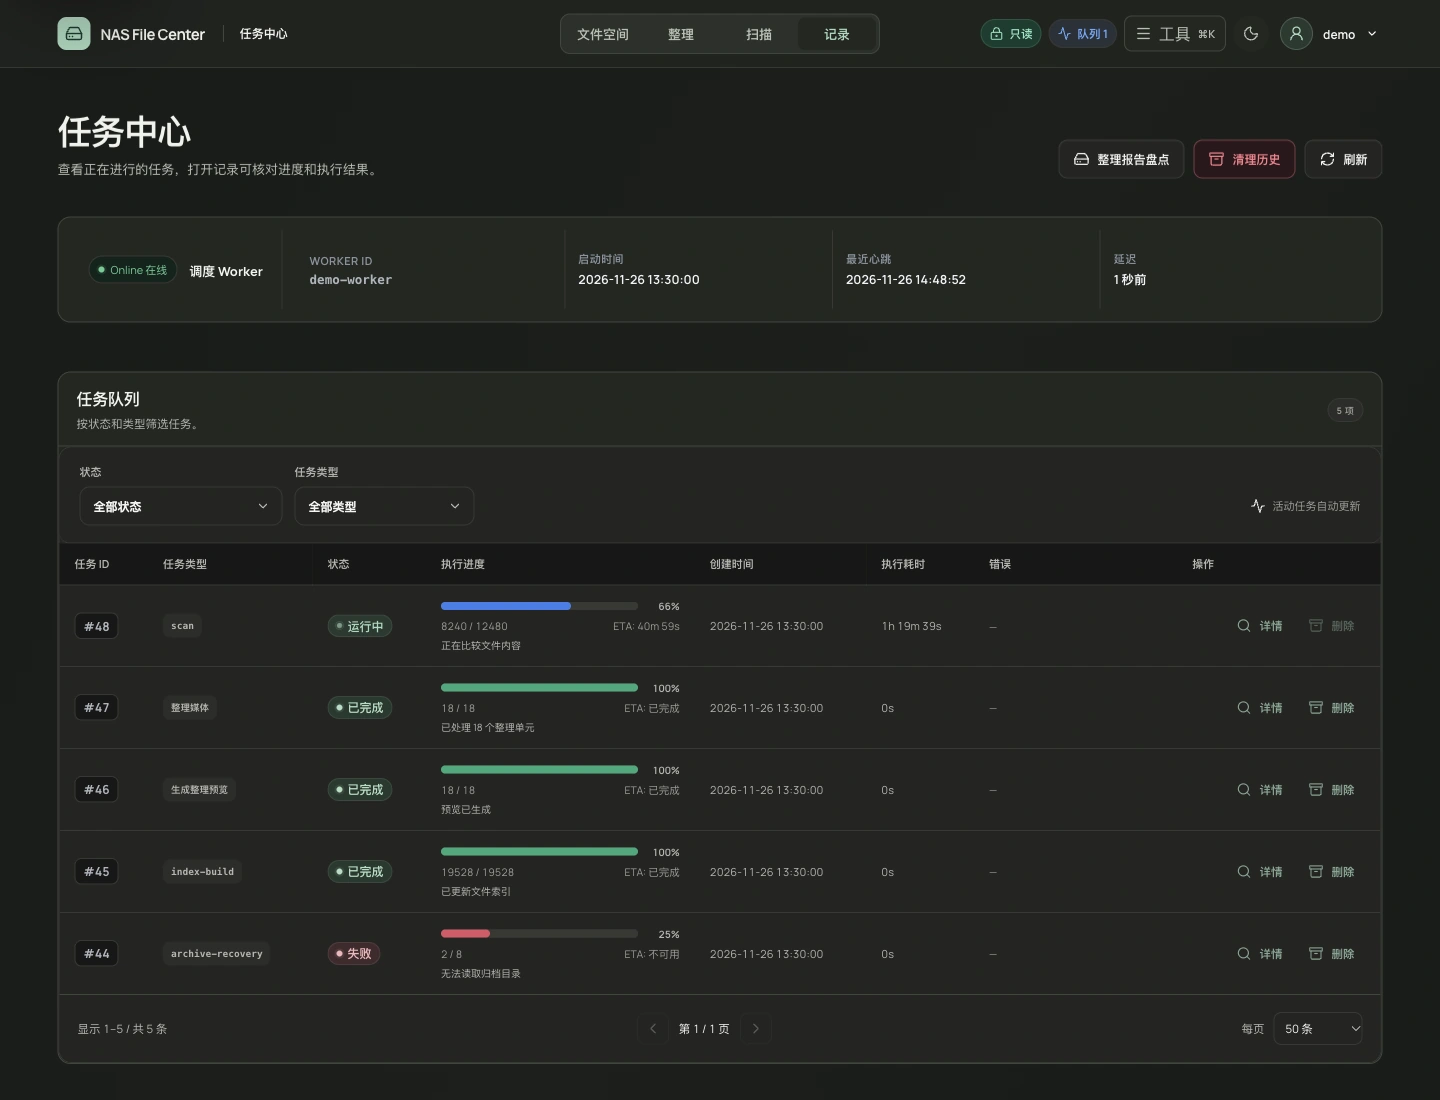 NAS File Center 任务中心 文件空间 整理 扫描 记录 只读 队列 1 工具 ⌘K demo
任务中心
查看正在进行的任务，打开记录可核对进度和执行结果。
整理报告盘点 清理历史 刷新
Online 在线 调度 Worker
WORKER ID
demo-worker
启动时间
2026-11-26 13:30:00
最近心跳
2026-11-26 14:48:52
延迟
1 秒前
任务队列
按状态和类型筛选任务。
5 项
状态 任务类型
全部状态 全部类型 活动任务自动更新
任务 ID 任务类型 状态 执行进度 创建时间 执行耗时 错误 操作
66%
#48 scan 运行中 8240 / 12480 ETA: 40m 59s 2026-11-26 13:30:00 1h 19m 39s — 详情 删除
正在比较文件内容
100%
#47 整理媒体 已完成 18 / 18 ETA: 已完成 2026-11-26 13:30:00 0s — 详情 删除
已处理 18 个整理单元
100%
#46 生成整理预览 已完成 18 / 18 ETA: 已完成 2026-11-26 13:30:00 0s — 详情 删除
预览已生成
100%
#45 index-build 已完成 19528 / 19528 ETA: 已完成 2026-11-26 13:30:00 0s — 详情 删除
已更新文件索引
25%
#44 archive-recovery 失败 2 / 8 ETA: 不可用 2026-11-26 13:30:00 0s — 详情 删除
无法读取归档目录
显示 1-5 / 共 5 条 第 1 / 1 页 每页 50 条